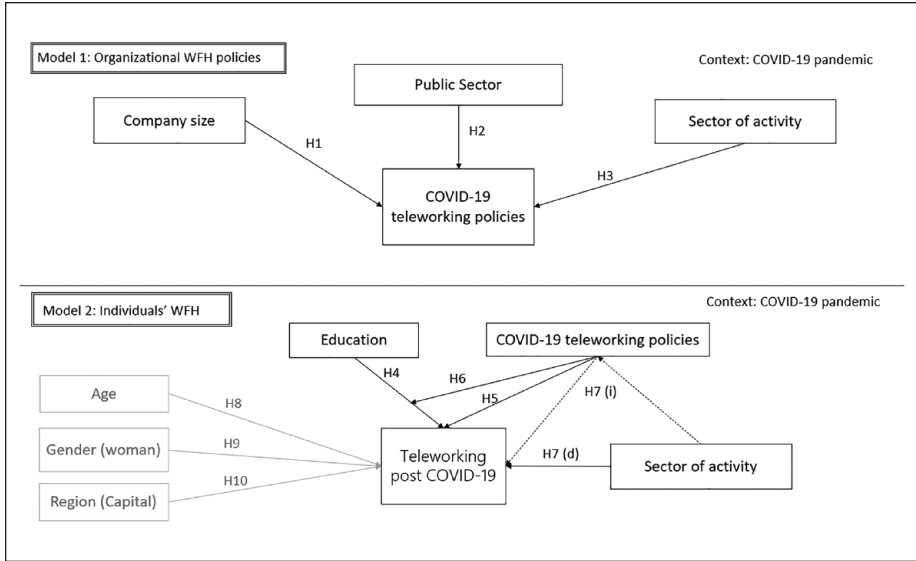 Model 1: Organizational WFH policies
Context: COVID-19 pandemic
Public Sector
Company size
Sector of activity
H1
H2
H3
COVID-19
teleworking policies
Model 2: Individuals' WFH
Context: COVID-19 pandemic
Education
COVID-19 teleworking policies
H4
H6
H5
H7 (i)
Age
H8
Gender (woman)
H9
Teleworking
post COVID-19
H7 (d)
Sector of activity
Region (Capital)
H10